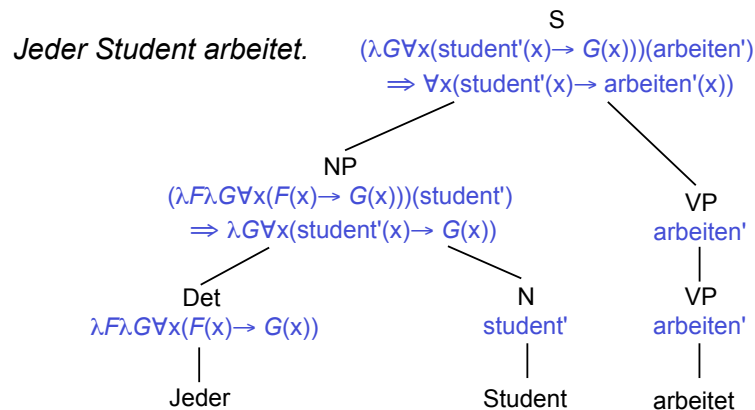 S
Jeder Student arbeitet.
(λG∀x(student'(x)→ G(x)))(arbeiten')
⇒ ∀x(student'(x)→ arbeiten'(x))
NP
(λFλG∀x(F(x)→ G(x)))(student')
⇒ λG∀x(student'(x)→ G(x))
VP
arbeiten'
Det
λFλG∀x(F(x)→ G(x))
N
student'
VP
arbeiten'
Jeder
Student
arbeitet